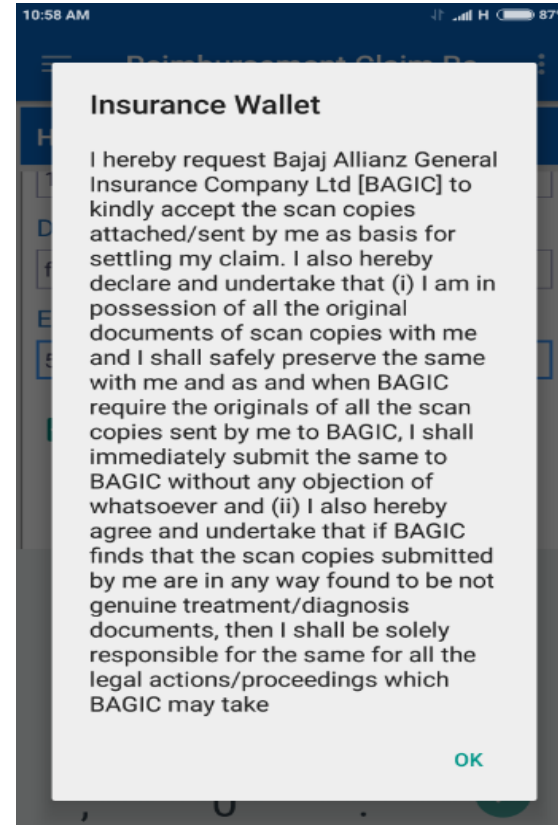 10:58 AM
H
87
Insurance Wallet
I hereby request Bajaj Allianz General
Insurance Company Ltd [BAGIC] to
kindly accept the scan copies
attached/sent by me as basis for
settling my claim. I also hereby
declare and undertake that (i) I am in
possession of all the original
documents of scan copies with me
and I shall safely preserve the same
with me and as and when BAGIC
require the originals of all the scan
copies sent by me to BAGIC, I shall
immediately submit the same to
BAGIC without any objection of
whatsoever and (ii) I also hereby
agree and undertake that if BAGIC
finds that the scan copies submitted
by me are in any way found to be not
genuine treatment/diagnosis
documents, then I shall be solely
responsible for the same for all the
legal actions/proceedings which
BAGIC may take
OK